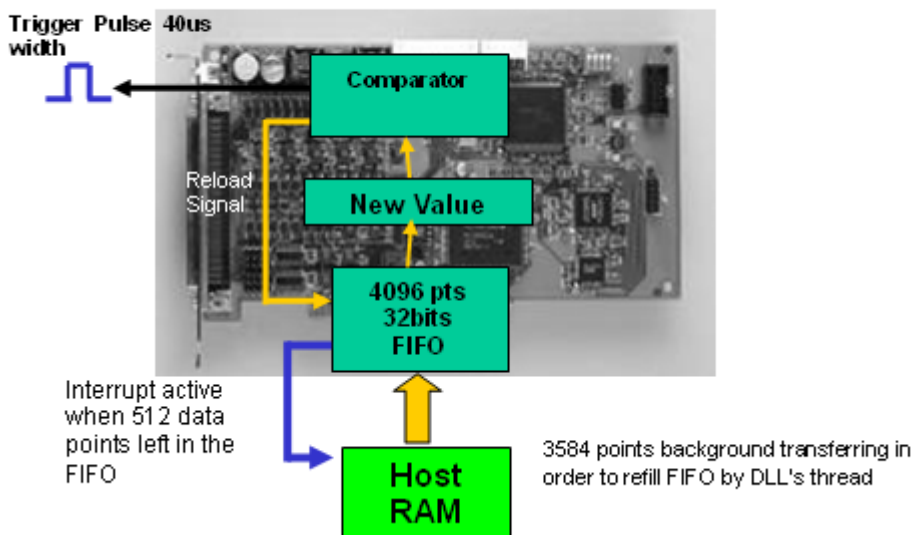 Trigger Pulse 40us
width
Comparator
Reload
Signal
New Value
4096 pts
32bits
FIFO
Interrupt active
when 512 data
points left in the
FIFO
3584 points background transferring in
order to refill FIFO by DLL's thread
Host
RAM